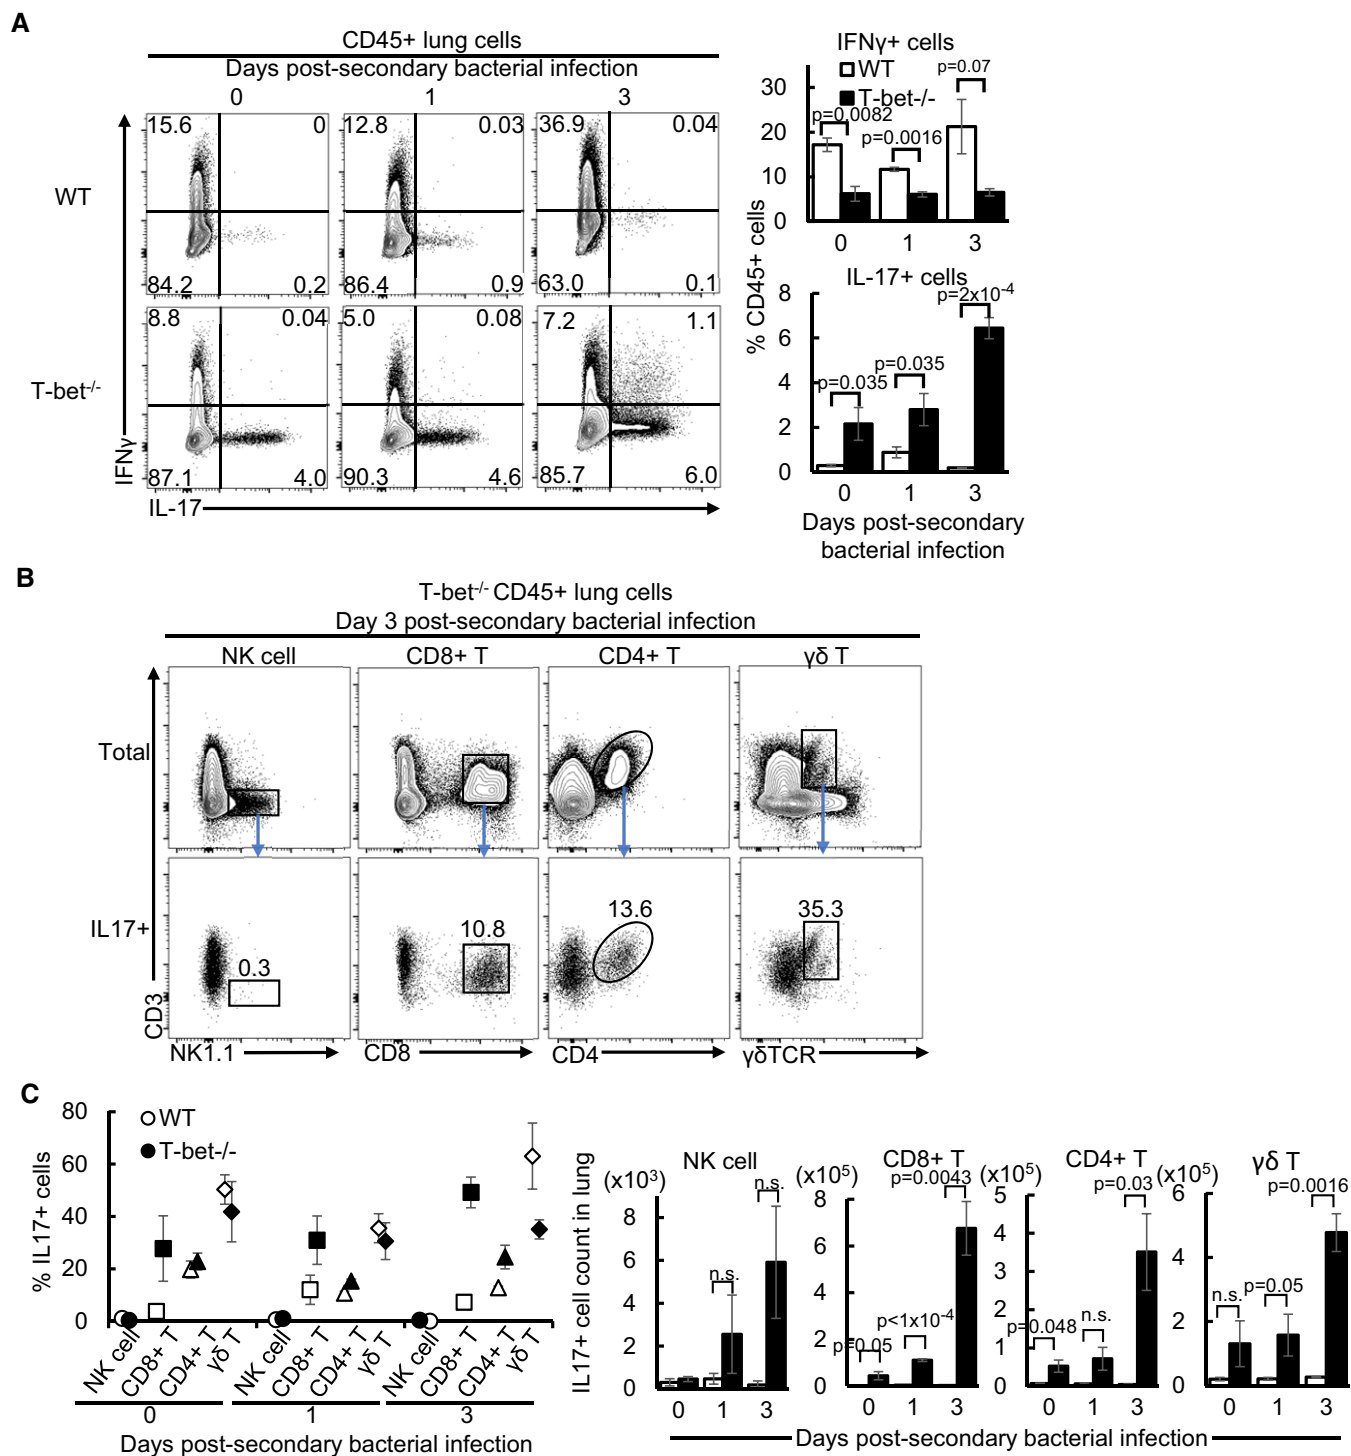 A
CD45+ lung cells
Days post-secondary bacterial infection
0 1 3
WT
15.6 0 12.8 0.03 36.9 0.04
84.2 0.2 86.4 0.9 63.0 0.1
T-bet-/-
8.8 0.04 5.0 0.08 7.2 1.1
87.1 4.0 90.3 4.6 85.7 6.0
IFNγ
IL-17
IFNγ+ cells
WT
T-bet-/-
p=0.0082
p=0.0016
p=0.07
30
20
10
0
0 1 3
% CD45+ cells
IL-17+ cells
p=0.035
p=0.035
p=2x10-4
8
6
4
2
0
0 1 3
Days post-secondary
bacterial infection
B
T-bet-/- CD45+ lung cells
Day 3 post-secondary bacterial infection
NK cell CD8+ T CD4+ T γδ T
Total
IL17+
0.3 10.8 13.6 35.3
CD3
NK1.1 CD8 CD4 γδTCR
C
WT
T-bet-/-
% IL17+ cells
80
60
40
20
0
NK cell CD8+ T CD4+ T γδ T NK cell CD8+ T CD4+ T γδ T NK cell CD8+ T CD4+ T γδ T
0 1 3
Days post-secondary bacterial infection
IL17+ cell count in lung
(x103)
NK cell
n.s.
n.s.
8
6
4
2
0
0 1 3
(x105)
CD8+ T
p=0.05
p<1x10-4
p=0.0043
8
6
4
2
0
0 1 3
(x105)
CD4+ T
p=0.048
n.s.
p=0.03
5
4
3
2
1
0
0 1 3
(x105)
γδ T
n.s.
p=0.05
p=0.0016
6
4
2
0
0 1 3
Days post-secondary bacterial infection